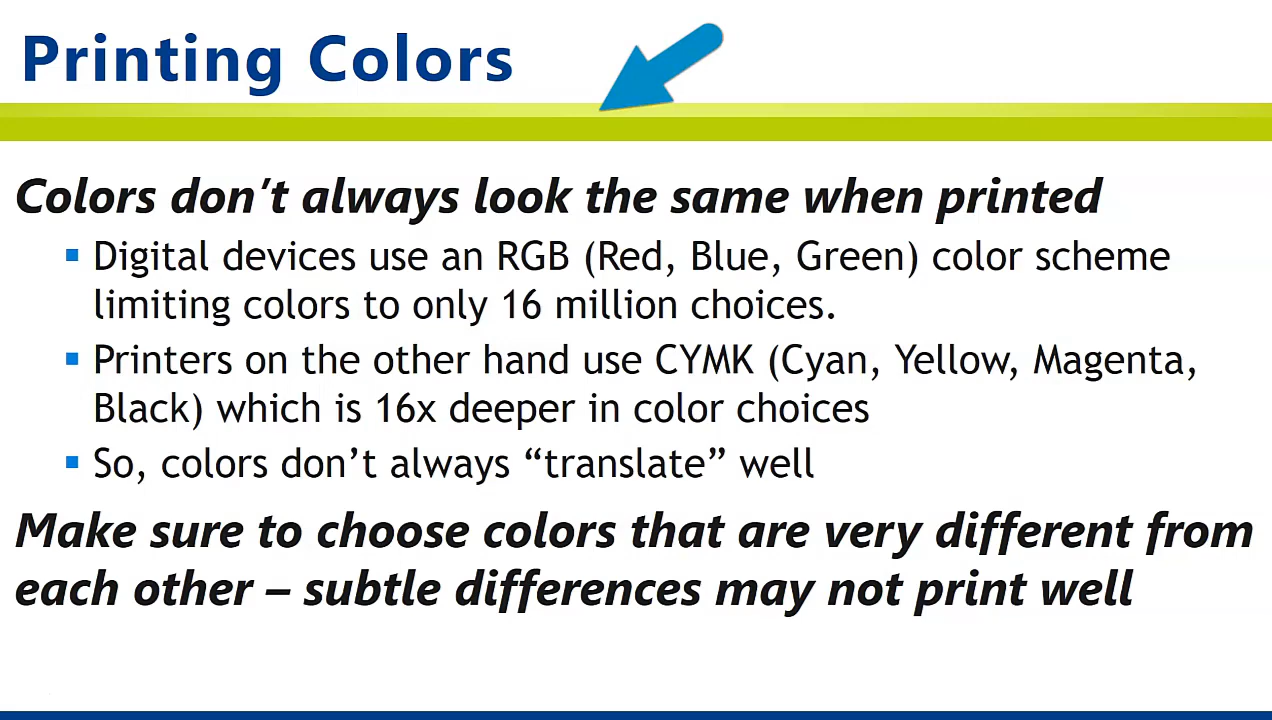 Printing Colors
Colors don’t always look the same when printed
Digital devices use an RGB (Red, Blue, Green) color scheme
limiting colors to only 16 million choices.
Printers on the other hand use CYMK (Cyan, Yellow, Magenta,
Black) which is 16x deeper in color choices
So, colors don’t always “translate” well
Make sure to choose colors that are very different from
each other – subtle differences may not print well